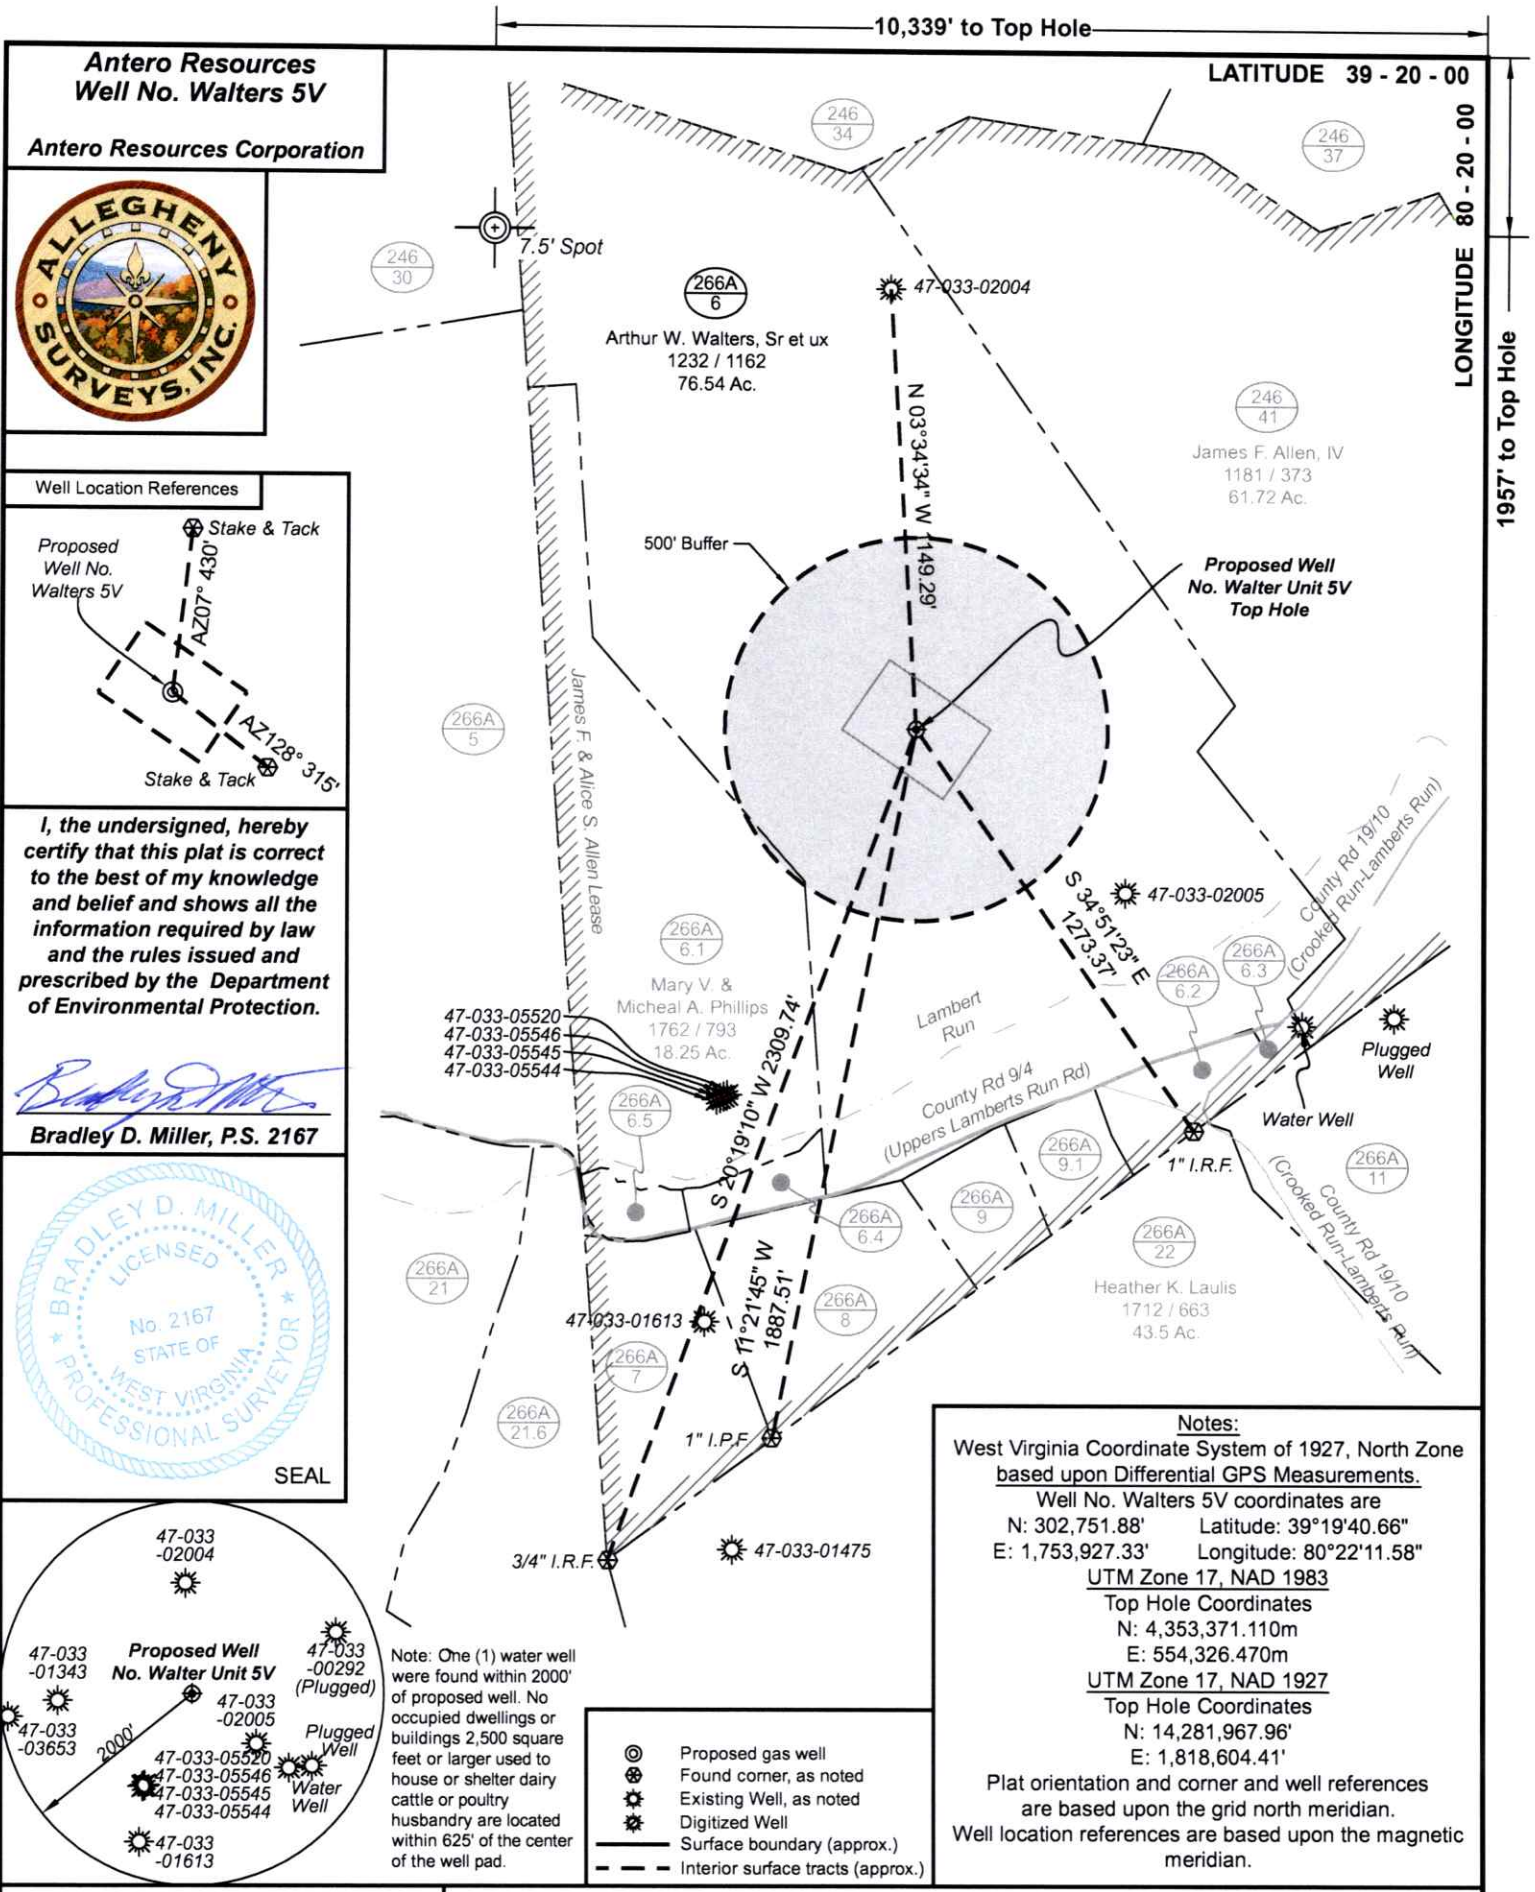 10,339' to Top Hole
Antero Resources
Well No. Walters 5V
Antero Resources Corporation
LATITUDE 39 - 20 - 00
LONGITUDE 80 - 20 - 00
1957' to Top Hole
ALLEGHENY
SURVEYS, INC.
246
34
246
37
7.5' Spot
246
30
266A
6
Arthur W. Walters, Sr et ux
1232 / 1162
76.54 Ac.
47-033-02004
N 03°34'34" W 1149.29'
246
41
James F. Allen, IV
1181 / 373
61.72 Ac.
Well Location References
Stake & Tack
Proposed
Well No.
Walters 5V
AZ07° 430'
AZ128° 315'
Stake & Tack
500' Buffer
Proposed Well
No. Walter Unit 5V
Top Hole
266A
5
James F. & Alice S. Allen Lease
I, the undersigned, hereby
certify that this plat is correct
to the best of my knowledge
and belief and shows all the
information required by law
and the rules issued and
prescribed by the Department
of Environmental Protection.
Bradley D. Miller, P.S. 2167
BRADLEY D. MILLER
LICENSED
No. 2167
STATE OF
WEST VIRGINIA
PROFESSIONAL SURVEYOR
SEAL
266A
6.1
Mary V. &
Micheal A. Phillips
1762 / 793
18.25 Ac.
47-033-05520
47-033-05546
47-033-05545
47-033-05544
S 20°19'10" W 2309.74'
S 34°51'23" E
1273.37'
47-033-02005
County Rd 19/10
(Crooked Run-Lamberts Run)
266A
6.2
266A
6.3
Lambert
Run
County Rd 9/4
(Uppers Lamberts Run Rd)
Plugged
Well
Water Well
266A
6.5
266A
9.1
1" I.R.F.
266A
11
266A
9
266A
6.4
266A
22
Heather K. Laulis
1712 / 663
43.5 Ac.
County Rd 19/10
(Crooked Run-Lamberts Run)
266A
21
S 11°21'45" W
1887.51'
266A
8
47-033-01613
266A
7
266A
21.6
1" I.P.F.
3/4" I.R.F.
47-033-01475
Notes:
West Virginia Coordinate System of 1927, North Zone
based upon Differential GPS Measurements.
Well No. Walters 5V coordinates are
N: 302,751.88' Latitude: 39°19'40.66"
E: 1,753,927.33' Longitude: 80°22'11.58"
UTM Zone 17, NAD 1983
Top Hole Coordinates
N: 4,353,371.110m
E: 554,326.470m
UTM Zone 17, NAD 1927
Top Hole Coordinates
N: 14,281,967.96'
E: 1,818,604.41'
Plat orientation and corner and well references
are based upon the grid north meridian.
Well location references are based upon the magnetic
meridian.
47-033
-02004
47-033
-01343
Proposed Well
No. Walter Unit 5V
47-033
-00292
(Plugged)
47-033
-03653
2000'
47-033
-02005
Plugged
Well
47-033-05520
47-033-05546
47-033-05545
47-033-05544
Water
Well
47-033
-01613
Note: One (1) water well
were found within 2000'
of proposed well. No
occupied dwellings or
buildings 2,500 square
feet or larger used to
house or shelter dairy
cattle or poultry
husbandry are located
within 625' of the center
of the well pad.
Proposed gas well
Found corner, as noted
Existing Well, as noted
Digitized Well
Surface boundary (approx.)
Interior surface tracts (approx.)